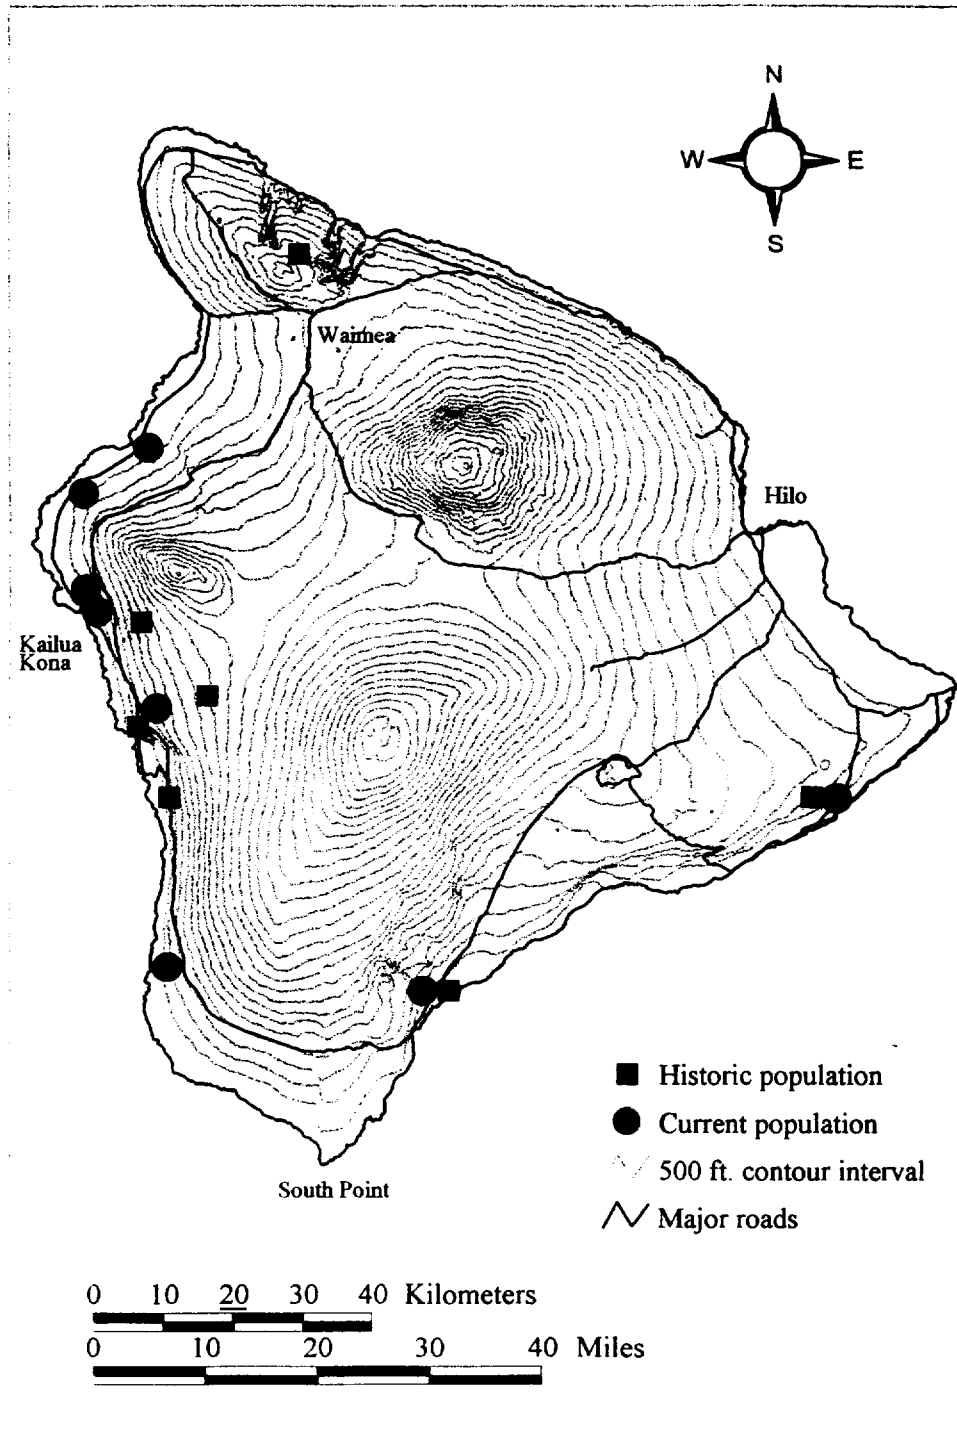 N
W E
S
Waimea
Hilo
Kailua
Kona
Historic population
Current population
500 ft. contour interval
Major roads
South Point
0 10 20 30 40 Kilometers
0 10 20 30 40 Miles